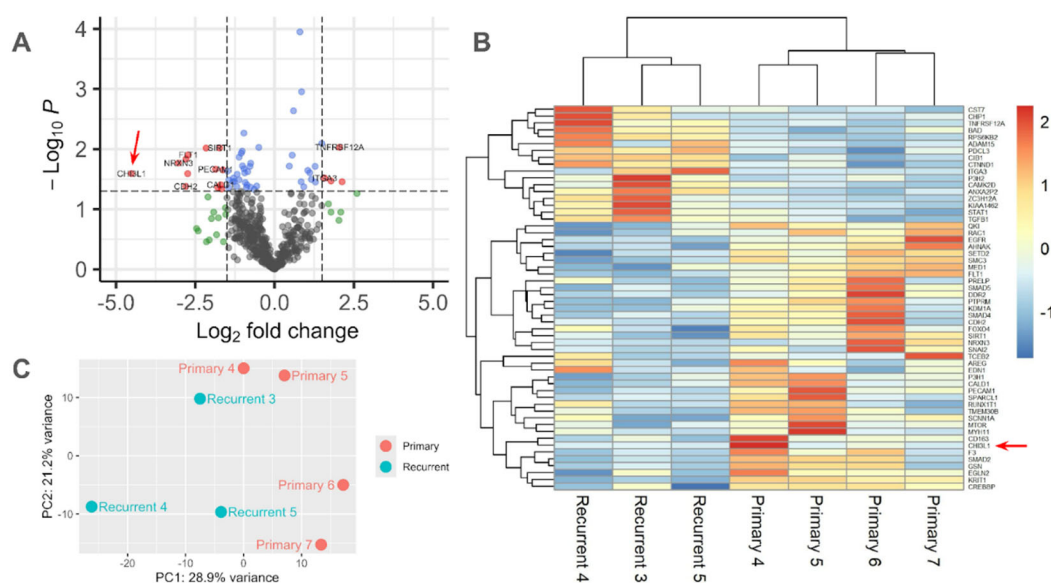 A
4
3
2
1
0
– Log10 P
SIRT1
FLT1
NRXN3
CHI3L1
PECAM1
CDH2
CALD1
TNFRSF12A
ITGA3
-5.0
-2.5
0.0
2.5
5.0
Log2 fold change
B
CST7
CHP1
TNFRSF12A
BAD
RPS6KB2
ADAM15
PDCL3
CIB1
CTNND1
ITGA3
P3H2
CAMK2D
ANXA2P2
ZC3H12A
KIAA1462
STAT1
TGFB1
QKI
RAC1
EGFR
AHNAK
SETD2
SMC3
MED1
FLT1
PRELP
SMAD5
DDR2
PTPRM
KDM1A
SMAD4
CDH2
FOXO4
SIRT1
NRXN3
SNAI2
TCEB2
AREG
EDN1
P3H1
CALD1
PECAM1
SPARCL1
RUNX1T1
TMEM30B
SCNN1A
MTOR
MYH11
CD163
CHI3L1
F3
SMAD2
GSN
EGLN2
KRIT1
CREBBP
2
1
0
-1
Recurrent 4
Recurrent 3
Recurrent 5
Primary 4
Primary 5
Primary 6
Primary 7
C
Primary 4
Primary 5
Recurrent 3
Primary 6
Recurrent 4
Recurrent 5
Primary 7
10
0
-10
PC2: 21.2% variance
-20
-10
0
10
PC1: 28.9% variance
Primary
Recurrent